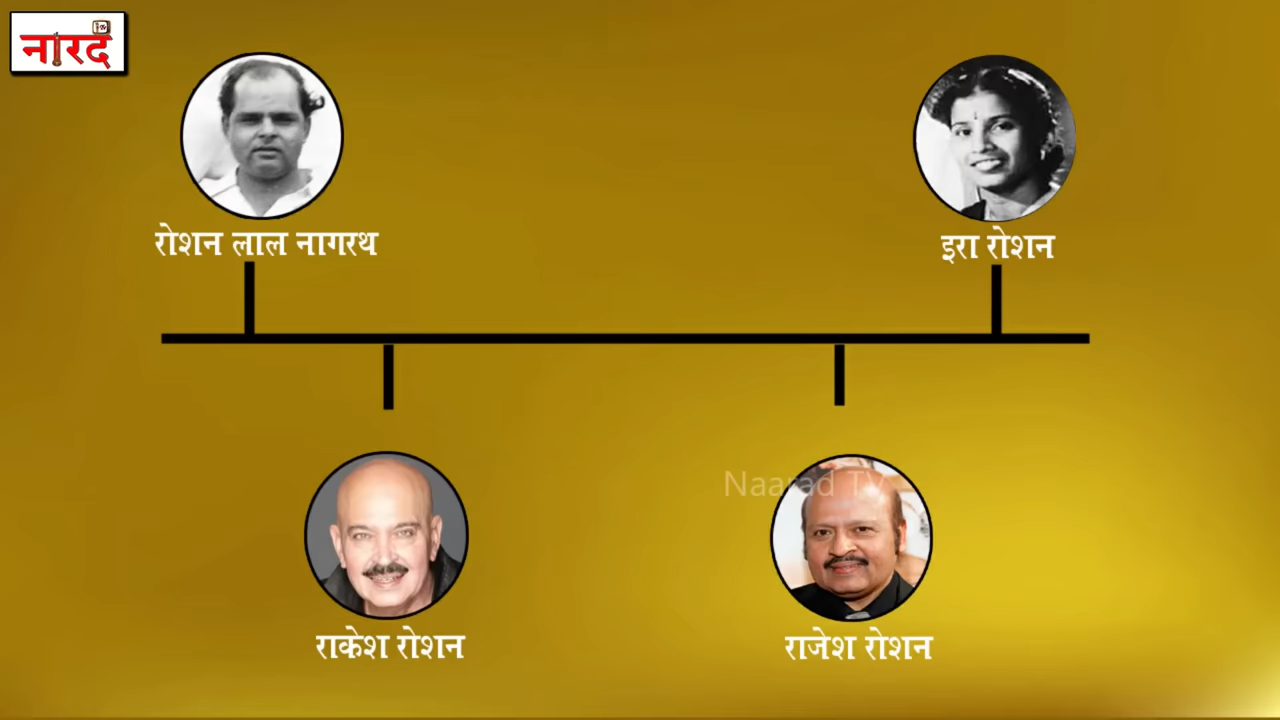 नारद
रोशन लाल नागरथ
इरा रोशन
Naarad TV
राकेश रोशन
राजेश रोशन